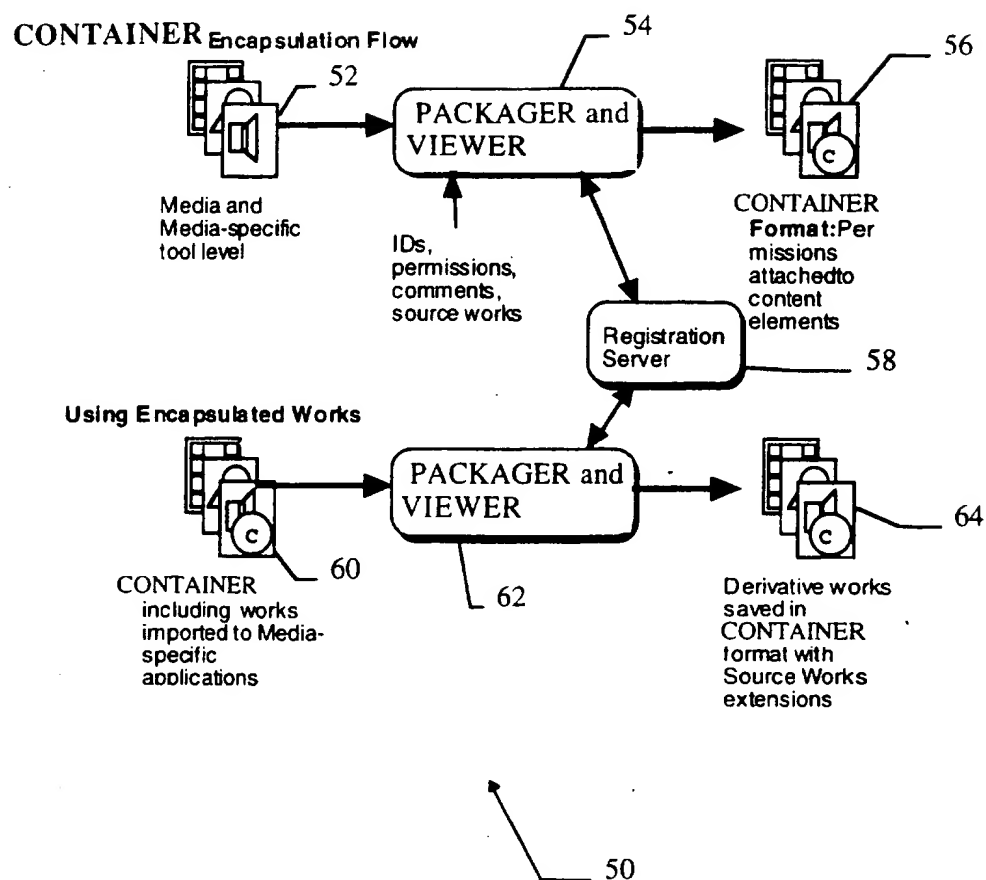 CONTAINER Encapsulation Flow
54
56
52
PACKAGER and
VIEWER
C
Media and
Media-specific
tool level
IDs,
permissions,
comments,
source works
CONTAINER
Format:Per
missions
attachedto
content
elements
Registration
Server
58
Using Encapsulated Works
PACKAGER and
VIEWER
C
C
60
62
64
CONTAINER
including works
imported to Media-
specific
applications
Derivative works
saved in
CONTAINER
format with
Source Works
extensions
50